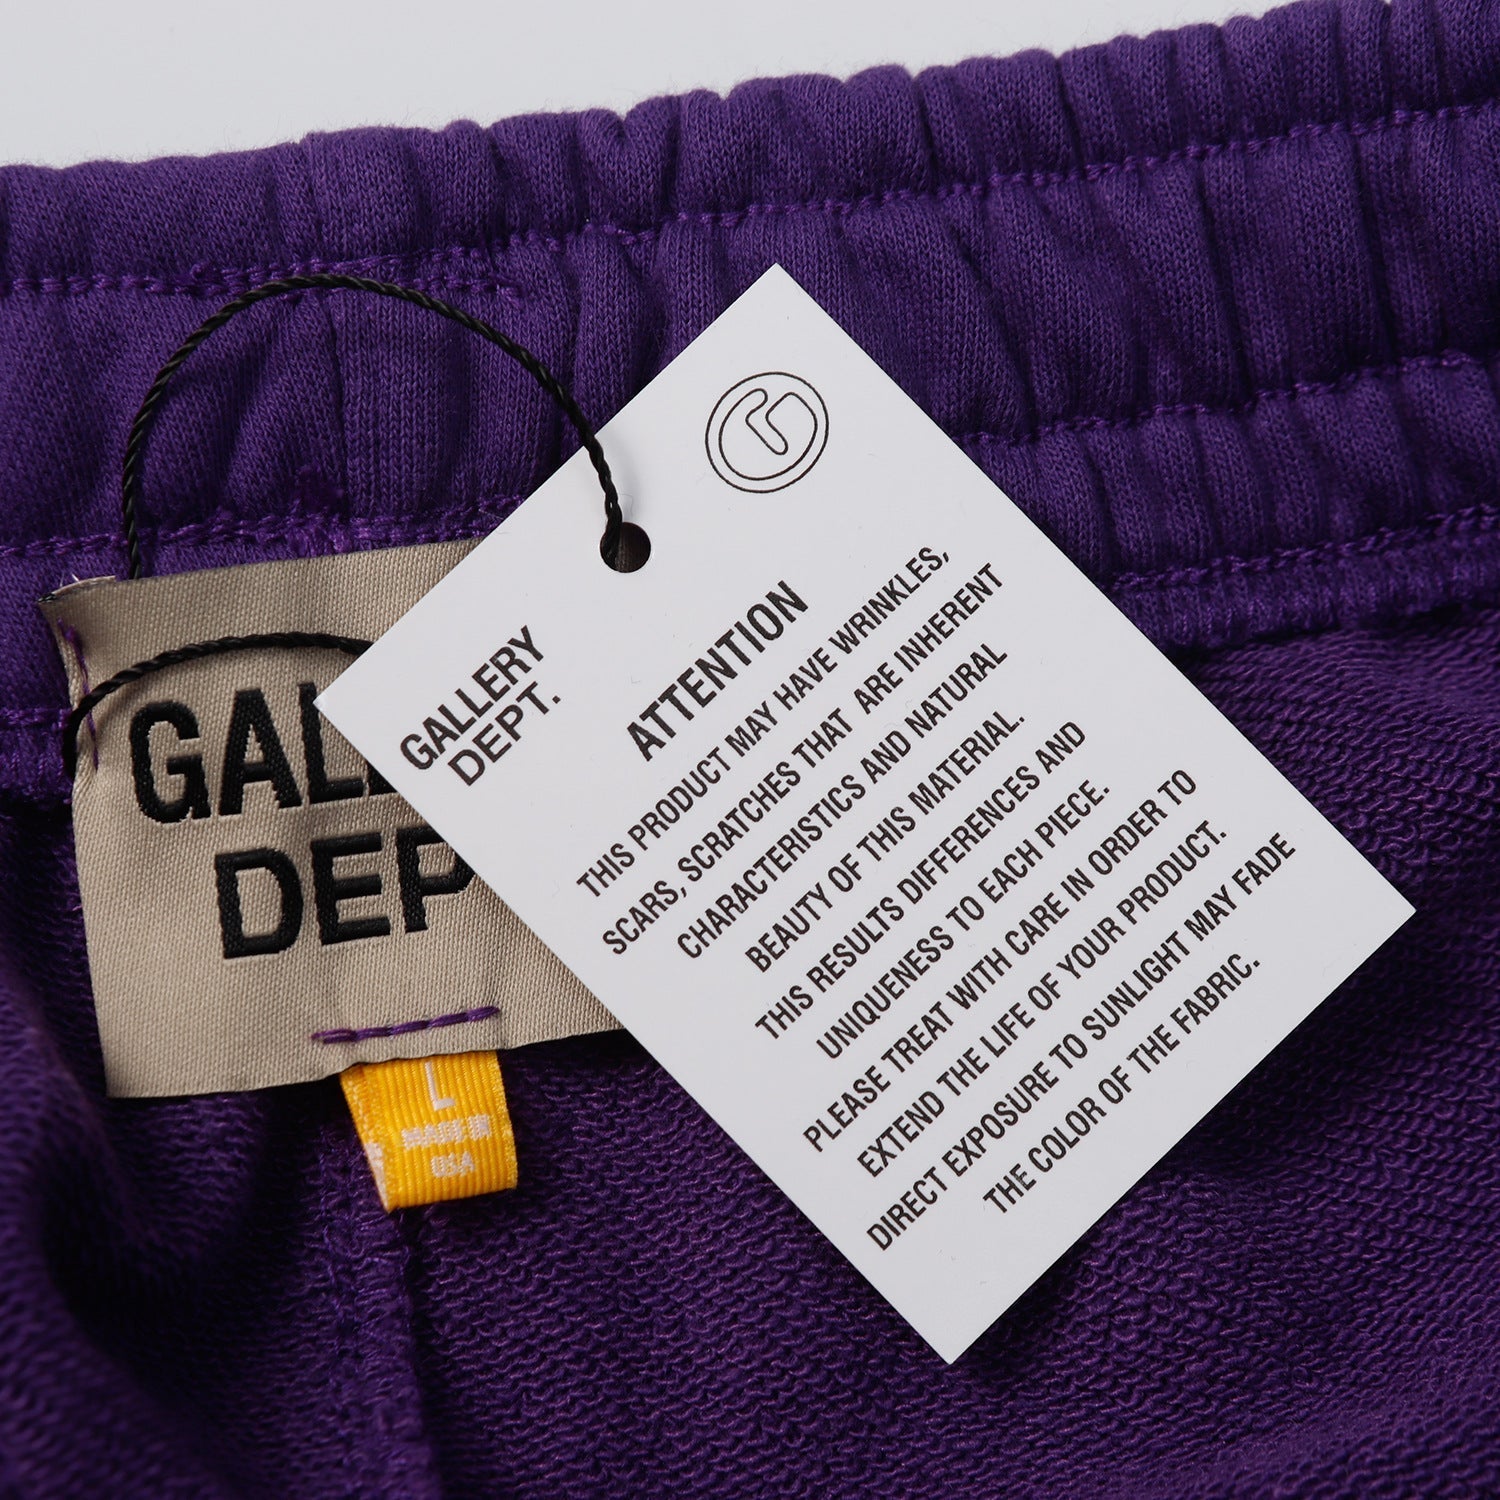 GALLERY
DEPT.
ATTENTION
THIS PRODUCT MAY HAVE WRINKLES,
SCARS, SCRATCHES THAT ARE INHERENT
CHARACTERISTICS AND NATURAL
BEAUTY OF THIS MATERIAL.
THIS RESULTS DIFFERENCES AND
UNIQUENESS TO EACH PIECE.
PLEASE TREAT WITH CARE IN ORDER TO
EXTEND THE LIFE OF YOUR PRODUCT.
DIRECT EXPOSURE TO SUNLIGHT MAY FADE
THE COLOR OF THE FABRIC.
GAL
DEP
L
MADE IN
USA